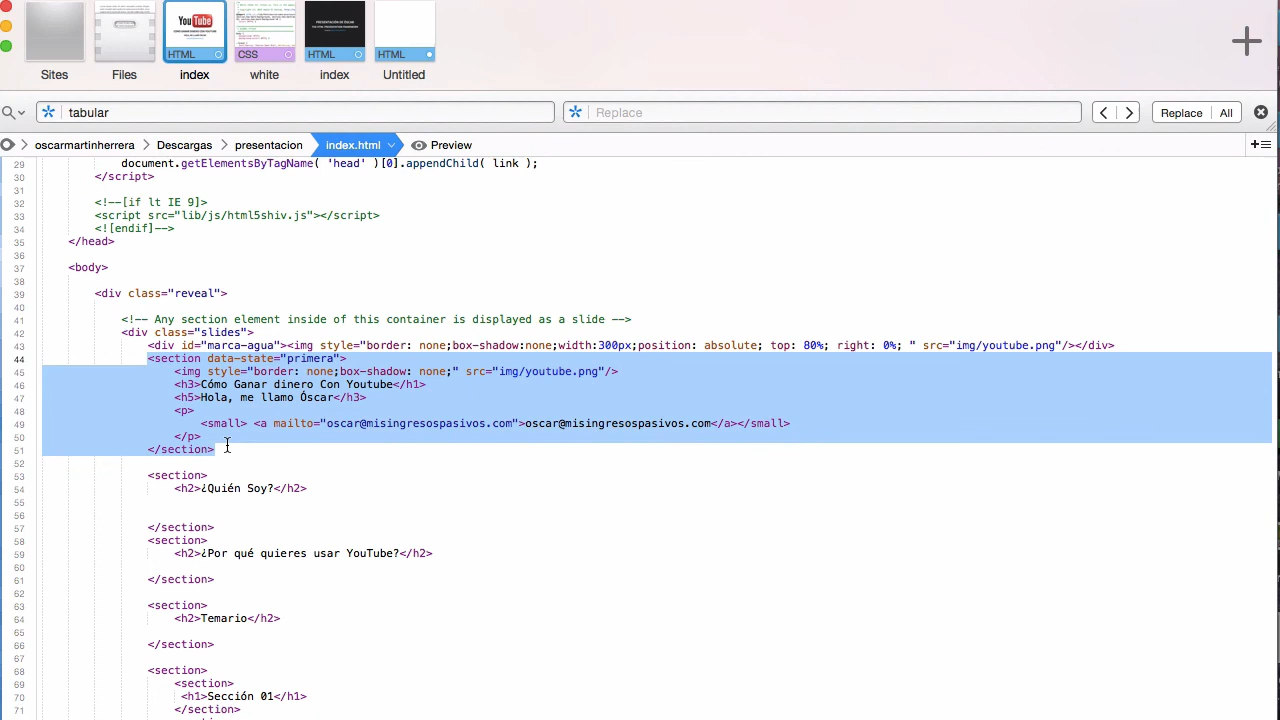 YouTube
HTML
CSS
HTML
HTML
Sites
Files
index
white
index
Untitled
tabular
Replace
Replace
All
oscarmartinherrera
Descargas
presentacion
index.html
Preview
29 document.getElementsByTagName( 'head' )[0].appendChild( link );
30 </script>
31
32 <!--[if lt IE 9]>
33 <script src="lib/js/html5shiv.js"></script>
34 <![endif]-->
35 </head>
36
37 <body>
38
39 <div class="reveal">
40
41 <!-- Any section element inside of this container is displayed as a slide -->
42 <div class="slides">
43 <div id="marca-agua"><img style="border: none;box-shadow:none;width:300px;position: absolute; top: 80%; right: 0%; " src="img/youtube.png"/></div>
44 <section data-state="primera">
45 <img style="border: none;box-shadow: none;" src="img/youtube.png"/>
46 <h3>Cómo Ganar dinero Con Youtube</h1>
47 <h5>Hola, me llamo Óscar</h3>
48 <p>
49 <small> <a mailto="oscar@misingresospasivos.com">oscar@misingresospasivos.com</a></small>
50 </p>
51 </section>
52
53 <section>
54 <h2>¿Quién Soy?</h2>
55
56
57 </section>
58 <section>
59 <h2>¿Por qué quieres usar YouTube?</h2>
60
61 </section>
62
63 <section>
64 <h2>Temario</h2>
65
66 </section>
67
68 <section>
69 <section>
70 <h1>Sección 01</h1>
71 </section>